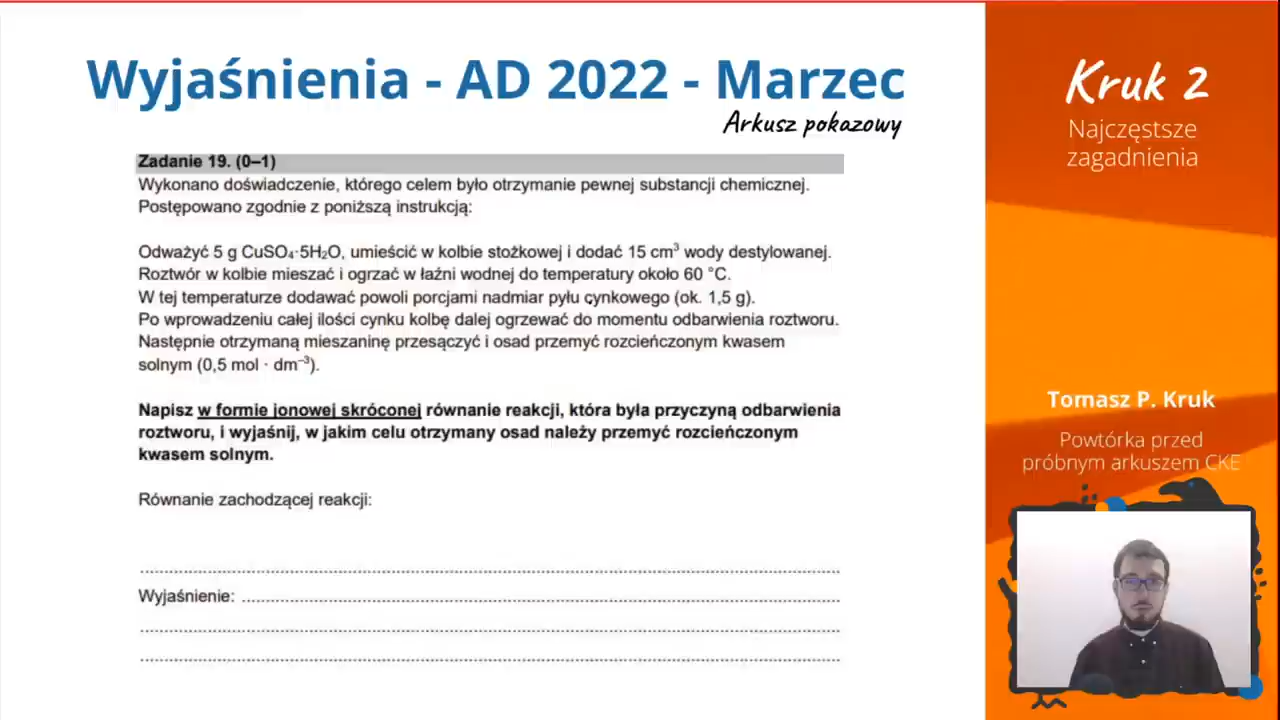 Wyjaśnienia - AD 2022 - Marzec
Arkusz pokazowy
Zadanie 19. (0–1)
Wykonano doświadczenie, którego celem było otrzymanie pewnej substancji chemicznej.
Postępowano zgodnie z poniższą instrukcją:
Odważyć 5 g CuSO₄·5H₂O, umieścić w kolbie stożkowej i dodać 15 cm³ wody destylowanej.
Roztwór w kolbie mieszać i ogrzać w łaźni wodnej do temperatury około 60 °C.
W tej temperaturze dodawać powoli porcjami nadmiar pyłu cynkowego (ok. 1,5 g).
Po wprowadzeniu całej ilości cynku kolbę dalej ogrzewać do momentu odbarwienia roztworu.
Następnie otrzymaną mieszaninę przesączyć i osad przemyć rozcieńczonym kwasem
solnym (0,5 mol · dm⁻³).
Napisz w formie jonowej skróconej równanie reakcji, która była przyczyną odbarwienia
roztworu, i wyjaśnij, w jakim celu otrzymany osad należy przemyć rozcieńczonym
kwasem solnym.
Równanie zachodzącej reakcji:
Wyjaśnienie:
Kruk 2
Najczęstsze
zagadnienia
Tomasz P. Kruk
Powtórka przed
próbnym arkuszem CKE